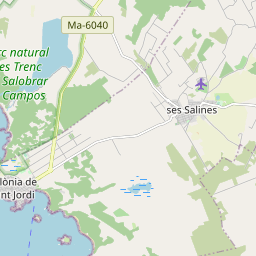 Ma-6040
rc natural
es Trenc
Salobrar
Campos
ses Salines
lònia de
nt Jordi